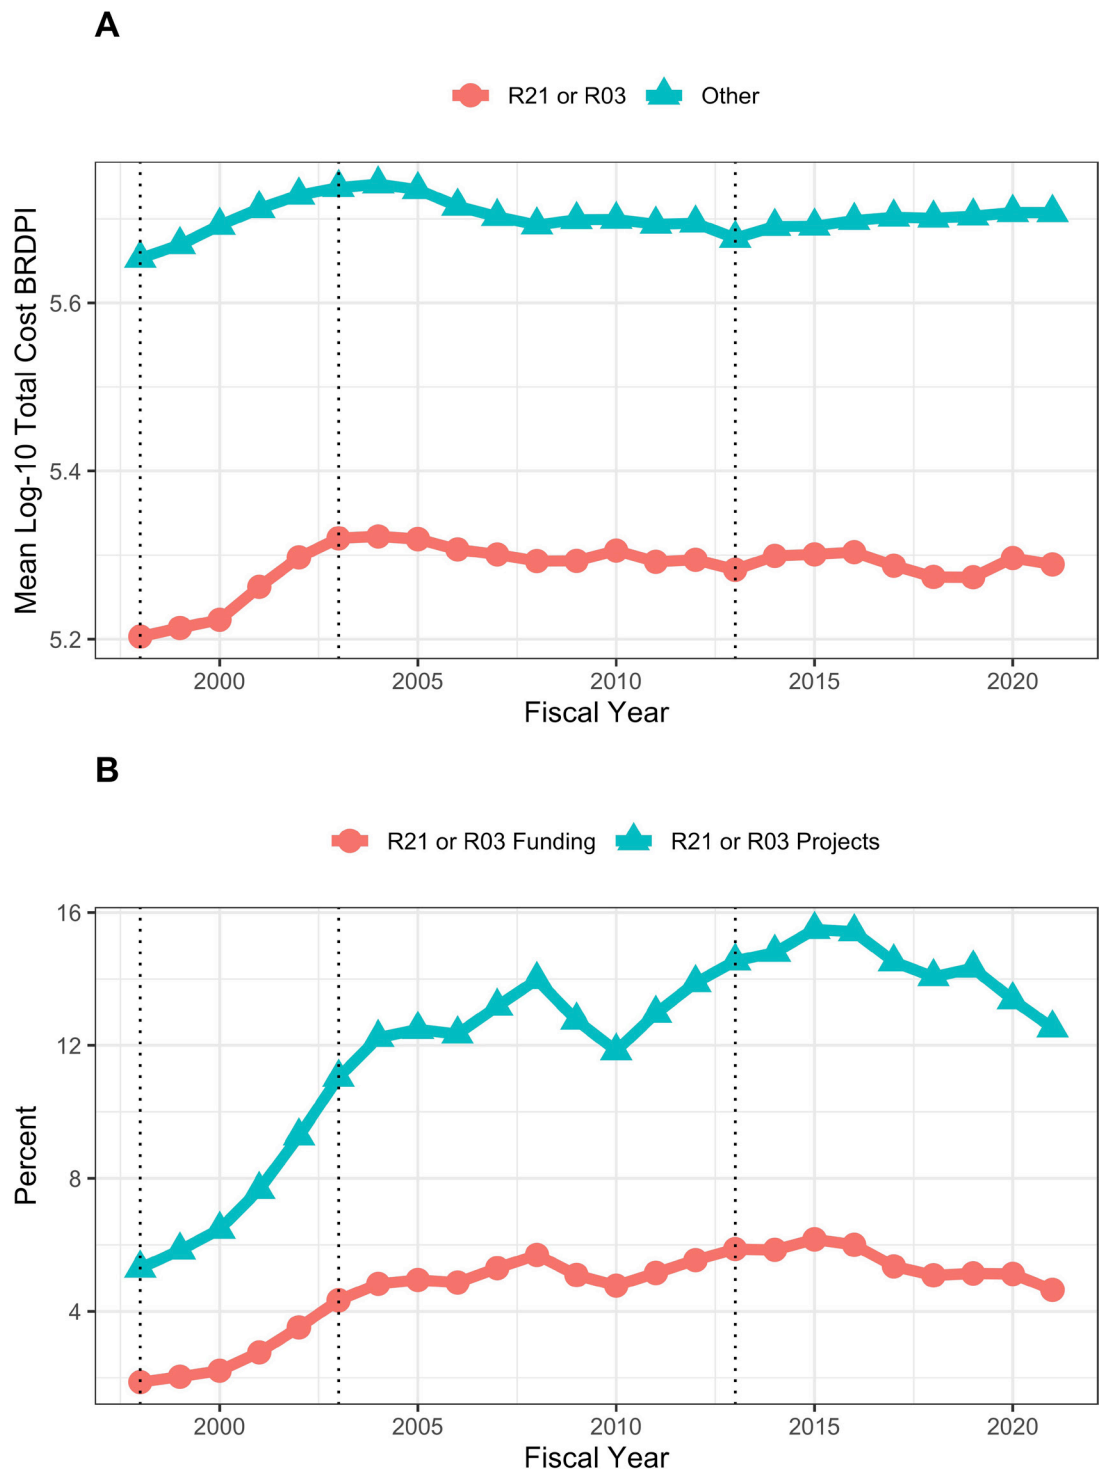 A
R21 or R03 Other
Mean Log-10 Total Cost BRDPI
5.6
5.4
5.2
2000 2005 2010 2015 2020
Fiscal Year
B
R21 or R03 Funding R21 or R03 Projects
Percent
16
12
8
4
2000 2005 2010 2015 2020
Fiscal Year